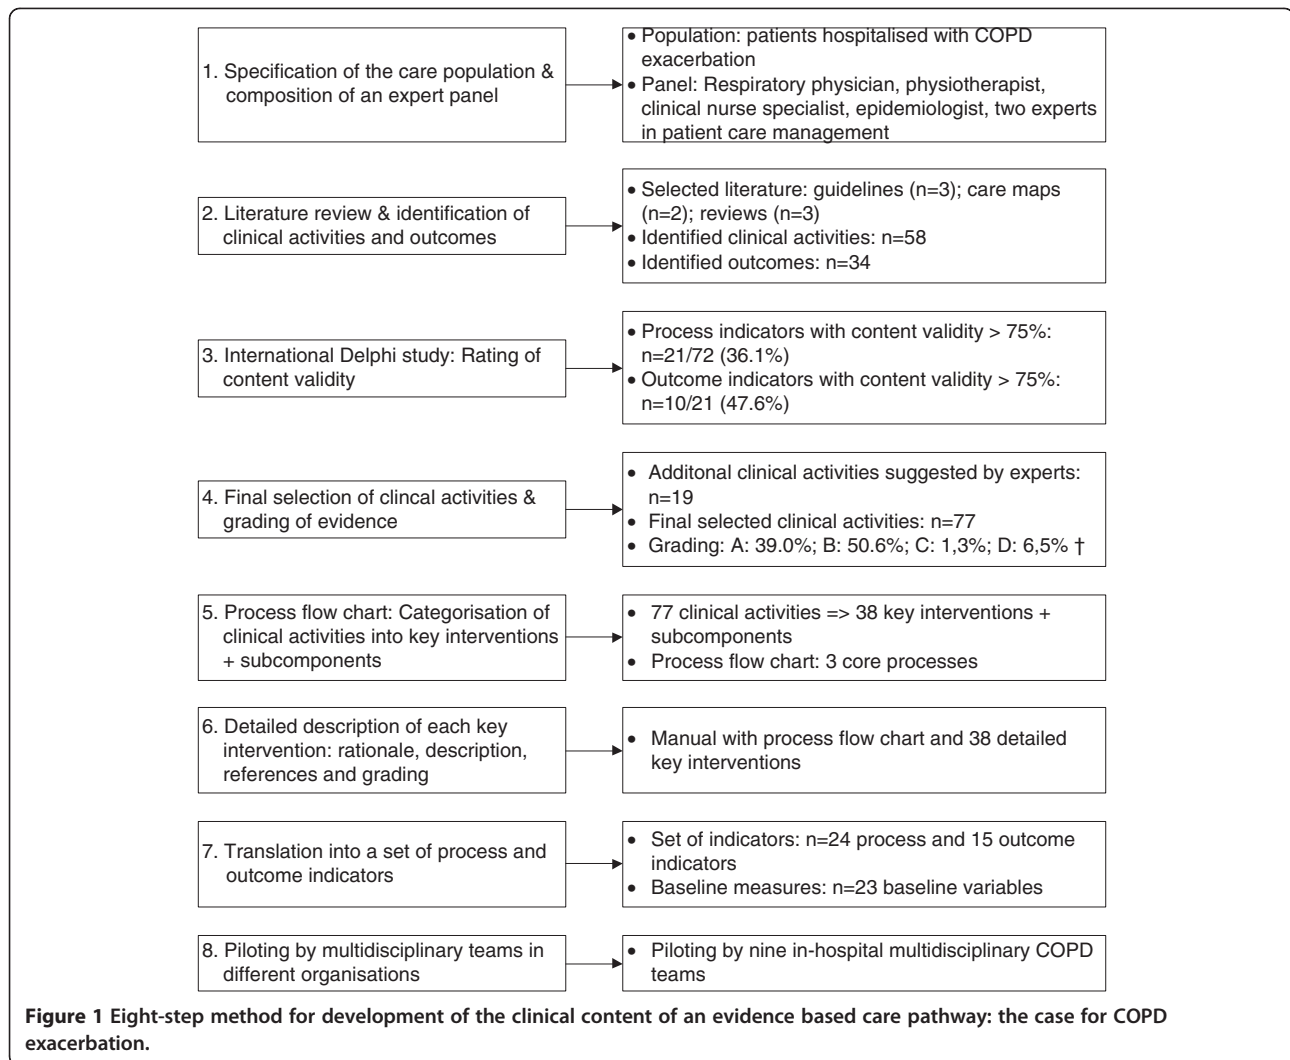 1. Specification of the care population &
composition of an expert panel
• Population: patients hospitalised with COPD
exacerbation
• Panel: Respiratory physician, physiotherapist,
clinical nurse specialist, epidemiologist, two experts
in patient care management
2. Literature review & identification of
clinical activities and outcomes
• Selected literature: guidelines (n=3); care maps
(n=2); reviews (n=3)
• Identified clinical activities: n=58
• Identified outcomes: n=34
3. International Delphi study: Rating of
content validity
• Process indicators with content validity > 75%:
n=21/72 (36.1%)
• Outcome indicators with content validity > 75%:
n=10/21 (47.6%)
4. Final selection of clincal activities &
grading of evidence
• Additonal clinical activities suggested by experts:
n=19
• Final selected clinical activities: n=77
• Grading: A: 39.0%; B: 50.6%; C: 1,3%; D: 6,5% †
5. Process flow chart: Categorisation of
clinical activities into key interventions
+ subcomponents
• 77 clinical activities => 38 key interventions +
subcomponents
• Process flow chart: 3 core processes
6. Detailed description of each key
intervention: rationale, description,
references and grading
• Manual with process flow chart and 38 detailed
key interventions
7. Translation into a set of process and
outcome indicators
• Set of indicators: n=24 process and 15 outcome
indicators
• Baseline measures: n=23 baseline variables
8. Piloting by multidisciplinary teams in
different organisations
• Piloting by nine in-hospital multidisciplinary COPD
teams
Figure 1 Eight-step method for development of the clinical content of an evidence based care pathway: the case for COPD
exacerbation.